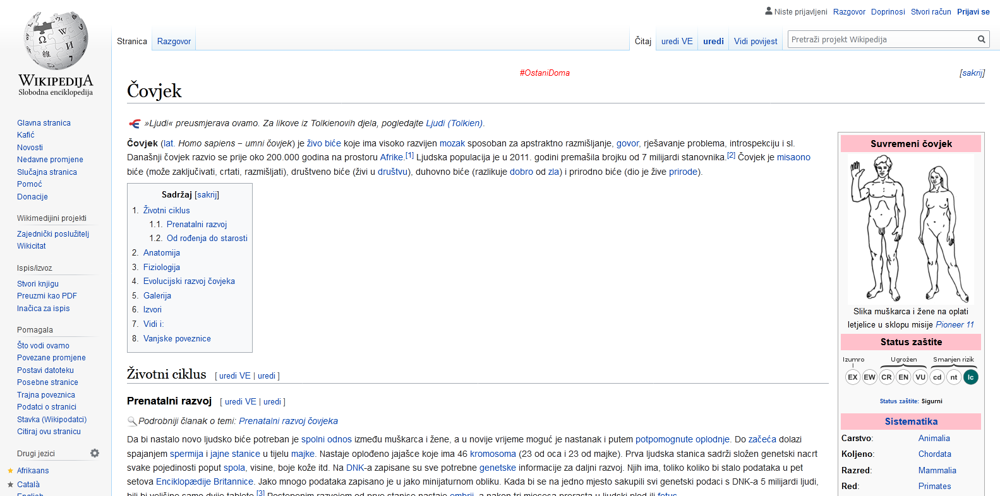 Niste prijavljeni Razgovor Doprinosi Stvori račun Prijavi se
Stranica Razgovor Čitaj uredi VE uredi Vidi povijest Pretraži projekt Wikipedija
WIKIPEDIJA
Slobodna enciklopedija
Glavna stranica
Kafić
Novosti
Nedavne promjene
Slučajna stranica
Pomoć
Donacije
Wikimedijini projekti
Zajednički poslužitelj
Wikicitat
Ispis/izvoz
Stvori knjigu
Preuzmi kao PDF
Inačica za ispis
Pomagala
Što vodi ovamo
Povezane promjene
Postavi datoteku
Posebne stranice
Trajna poveznica
Podatci o stranici
Stavka (Wikipodatci)
Citiraj ovu stranicu
Drugi jezici
Afrikaans
Català
English
#OstaniDoma [sakrij]
Čovjek
»Ljudi« preusmjerava ovamo. Za likove iz Tolkienovih djela, pogledajte Ljudi (Tolkien).
Čovjek (lat. Homo sapiens – umni čovjek) je živo biće koje ima visoko razvijen mozak sposoban za apstraktno razmišljanje, govor, rješavanje problema, introspekciju i sl.
Današnji čovjek razvio se prije oko 200.000 godina na prostoru Afrike.[1] Ljudska populacija je u 2011. godini premašila brojku od 7 milijardi stanovnika.[2] Čovjek je misaono
biće (može zaključivati, crtati, razmišljati), društveno biće (živi u društvu), duhovno biće (razlikuje dobro od zla) i prirodno biće (dio je žive prirode).
Sadržaj [sakrij]
1. Životni ciklus
1.1. Prenatalni razvoj
1.2. Od rođenja do starosti
2. Anatomija
3. Fiziologija
4. Evolucijski razvoj čovjeka
5. Galerija
6. Izvori
7. Vidi i:
8. Vanjske poveznice
Životni ciklus [ uredi VE | uredi ]
Prenatalni razvoj [ uredi VE | uredi ]
Podrobniji članak o temi: Prenatalni razvoj čovjeka
Da bi nastalo novo ljudsko biće potreban je spolni odnos između muškarca i žene, a u novije vrijeme moguć je nastanak i putem potpomognute oplodnje. Do začeća dolazi
spajanjem spermija i jajne stanice u tijelu majke. Nastaje oplođeno jajašce koje ima 46 kromosoma (23 od oca i 23 od majke). Prva ljudska stanica sadrži složen genetski nacrt
svake pojedinosti poput spola, visine, boje kože itd. Na DNK-a zapisane su sve potrebne genetske informacije za daljni razvoj. Njih ima, toliko koliko bi stalo podataka u pet
setova Enciklopædije Britannice. Jako mnogo podataka zapisano je u jako minijaturnom obliku. Kada bi se na jedno mjesto sakupili svi genetski podaci s DNK-a 5 milijardi ljudi,
bili bi veličine samo dvije tablete.[3] Postepenim razvojem od prve stanice nastaje embrij, a nakon tri mjeseca prerasta u ljudski plod ili fetus.
Suvremeni čovjek
Slika muškarca i žene na oplati
letjelice u sklopu misije Pioneer 11
Status zaštite
Izumro Ugrožen Smanjen rizik
EX EW CR EN VU cd nt lc
Status zaštite: Sigurni
Sistematika
Carstvo: Animalia
Koljeno: Chordata
Razred: Mammalia
Red: Primates